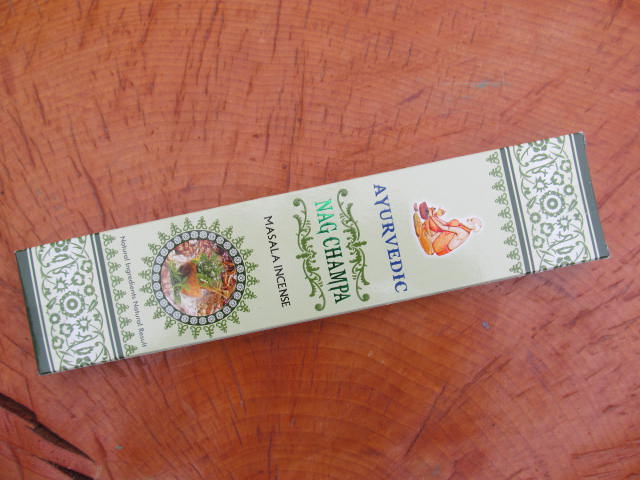 AYURVEDIC
NAG CHAMPA
MASALA INCENSE
Natural Ingredients Natural Result